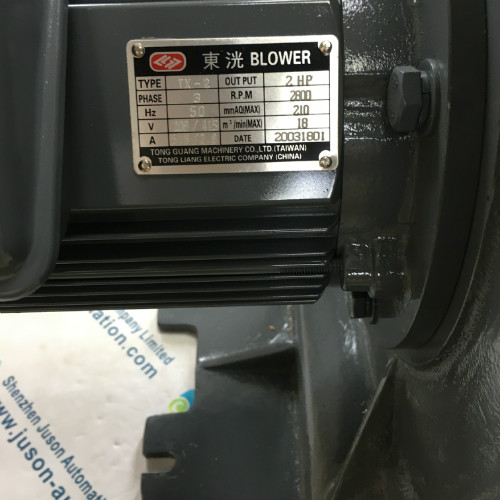 東洸 BLOWER
TYPE TX-2 OUT PUT 2 HP
PHASE 3 R.P.M 2800
Hz 50 mmAQ(MAX) 210
V m³/min(MAX) 18
A DATE 20031801
TONG GUANG MACHINERY CO.,LTD.(TAIWAN)
TONG LIANG ELECTRIC COMPANY (CHINA)
Company Limited
Shenzhen Juson Automation
www.juson-a
mation.com